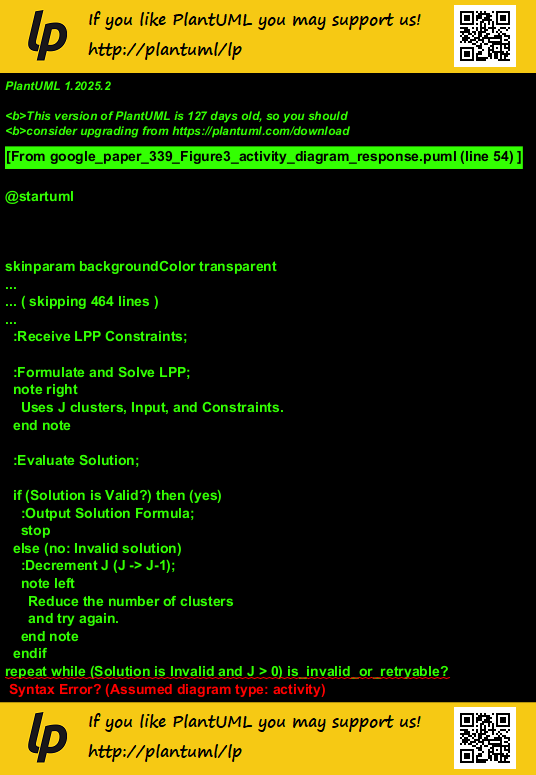 lp
If you like PlantUML you may support us!
http://plantuml/lp
PlantUML 1.2025.2
<b>This version of PlantUML is 127 days old, so you should
<b>consider upgrading from https://plantuml.com/download
[From google_paper_339_Figure3_activity_diagram_response.puml (line 54) ]
@startuml
skinparam backgroundColor transparent
...
... ( skipping 464 lines )
...
:Receive LPP Constraints;
:Formulate and Solve LPP;
note right
Uses J clusters, Input, and Constraints.
end note
:Evaluate Solution;
if (Solution is Valid?) then (yes)
:Output Solution Formula;
stop
else (no: Invalid solution)
:Decrement J (J -> J-1);
note left
Reduce the number of clusters
and try again.
end note
endif
repeat while (Solution is Invalid and J > 0) is_invalid_or_retryable?
Syntax Error? (Assumed diagram type: activity)
lp
If you like PlantUML you may support us!
http://plantuml/lp